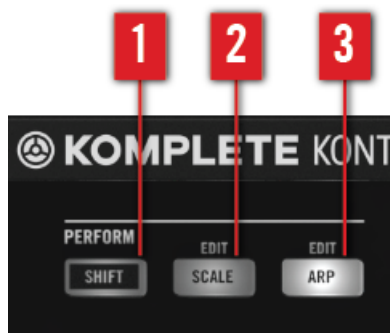 1 2 3
KOMPLETE KONT
PERFORM
EDIT EDIT
SHIFT SCALE ARP